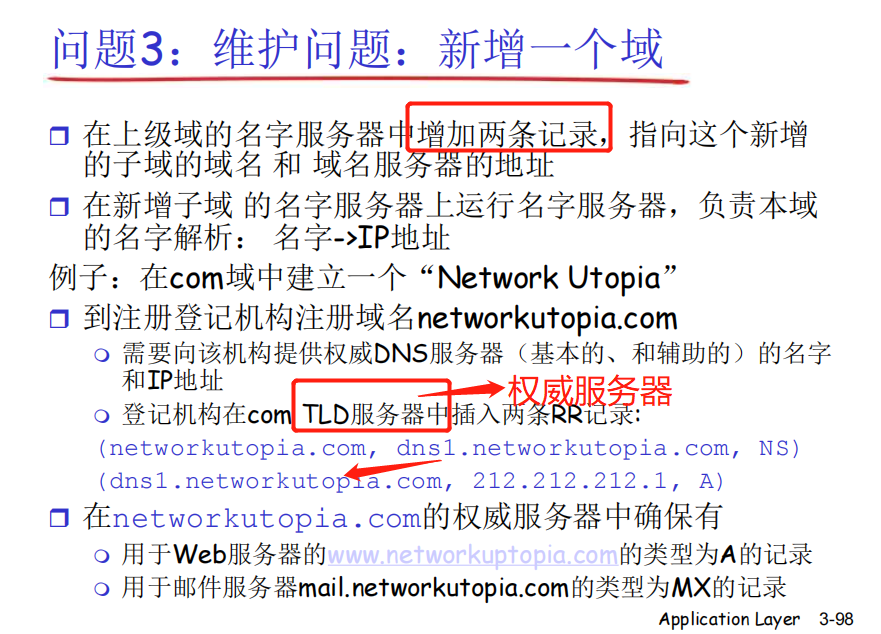 问题3：维护问题：新增一个域
在上级域的名字服务器中增加两条记录，指向这个新增
的子域的域名 和 域名服务器的地址
在新增子域 的名字服务器上运行名字服务器，负责本域
的名字解析： 名字->IP地址
例子：在com域中建立一个“Network Utopia”
到注册登记机构注册域名networkutopia.com
需要向该机构提供权威DNS服务器（基本的、和辅助的）的名字
和IP地址
权威服务器
登记机构在com TLD服务器中插入两条RR记录:
(networkutopia.com, dns1.networkutopia.com, NS)
(dns1.networkutopia.com, 212.212.212.1, A)
在networkutopia.com的权威服务器中确保有
用于Web服务器的www.networkuptopia.com的类型为A的记录
用于邮件服务器mail.networkutopia.com的类型为MX的记录
Application Layer 3-98